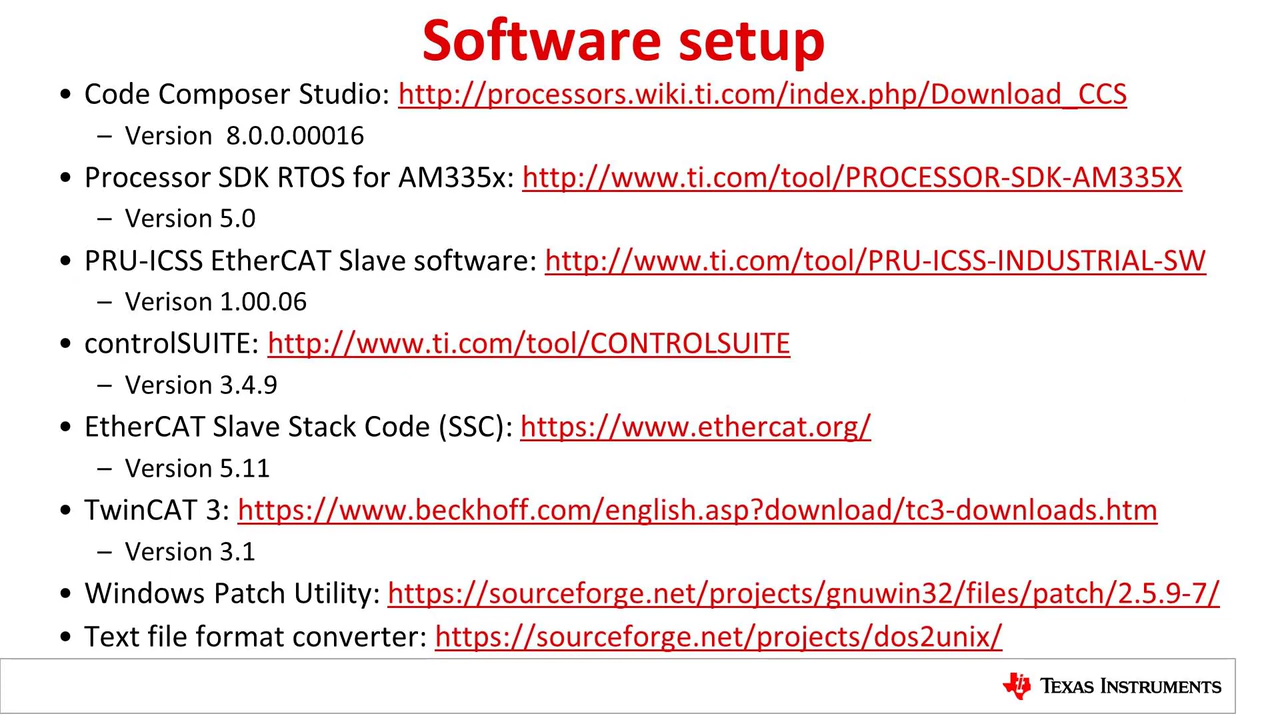 Software setup
• Code Composer Studio: http://processors.wiki.ti.com/index.php/Download_CCS
– Version  8.0.0.00016
• Processor SDK RTOS for AM335x: http://www.ti.com/tool/PROCESSOR-SDK-AM335X
– Version 5.0
• PRU-ICSS EtherCAT Slave software: http://www.ti.com/tool/PRU-ICSS-INDUSTRIAL-SW
– Verison 1.00.06
• controlSUITE: http://www.ti.com/tool/CONTROLSUITE
– Version 3.4.9
• EtherCAT Slave Stack Code (SSC): https://www.ethercat.org/
– Version 5.11
• TwinCAT 3: https://www.beckhoff.com/english.asp?download/tc3-downloads.htm
– Version 3.1
• Windows Patch Utility: https://sourceforge.net/projects/gnuwin32/files/patch/2.5.9-7/
• Text file format converter: https://sourceforge.net/projects/dos2unix/
TEXAS INSTRUMENTS